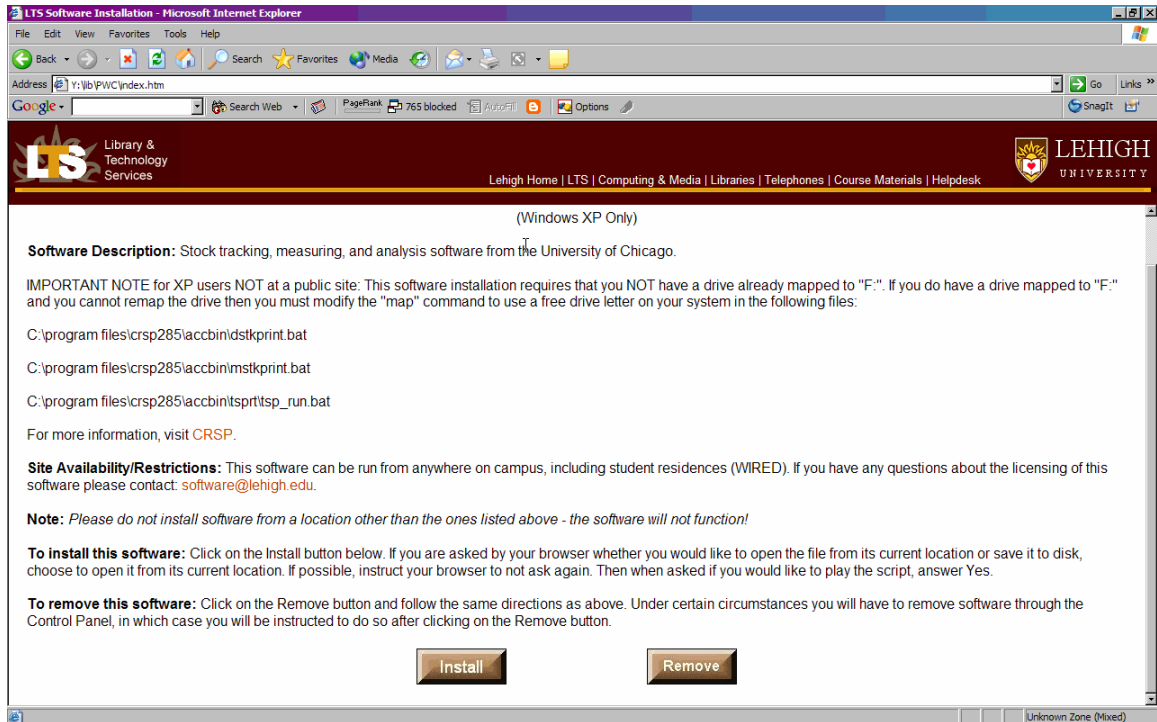 LTS Software Installation - Microsoft Internet Explorer
File Edit View Favorites Tools Help
Back Search Favorites Media
Address Y:\lib\PWC\index.htm Go Links »
Google Search Web PageRank 765 blocked AutoFill Options SnagIt
LTS Library &
Technology
Services
LEHIGH
UNIVERSITY
Lehigh Home | LTS | Computing & Media | Libraries | Telephones | Course Materials | Helpdesk
(Windows XP Only)
Software Description: Stock tracking, measuring, and analysis software from the University of Chicago.
IMPORTANT NOTE for XP users NOT at a public site: This software installation requires that you NOT have a drive already mapped to "F:". If you do have a drive mapped to "F:"
and you cannot remap the drive then you must modify the "map" command to use a free drive letter on your system in the following files:
C:\program files\crsp285\accbin\dstkprint.bat
C:\program files\crsp285\accbin\mstkprint.bat
C:\program files\crsp285\accbin\tsprt\tsp_run.bat
For more information, visit CRSP.
Site Availability/Restrictions: This software can be run from anywhere on campus, including student residences (WIRED). If you have any questions about the licensing of this
software please contact: software@lehigh.edu.
Note: Please do not install software from a location other than the ones listed above - the software will not function!
To install this software: Click on the Install button below. If you are asked by your browser whether you would like to open the file from its current location or save it to disk,
choose to open it from its current location. If possible, instruct your browser to not ask again. Then when asked if you would like to play the script, answer Yes.
To remove this software: Click on the Remove button and follow the same directions as above. Under certain circumstances you will have to remove software through the
Control Panel, in which case you will be instructed to do so after clicking on the Remove button.
Install Remove
Unknown Zone (Mixed)